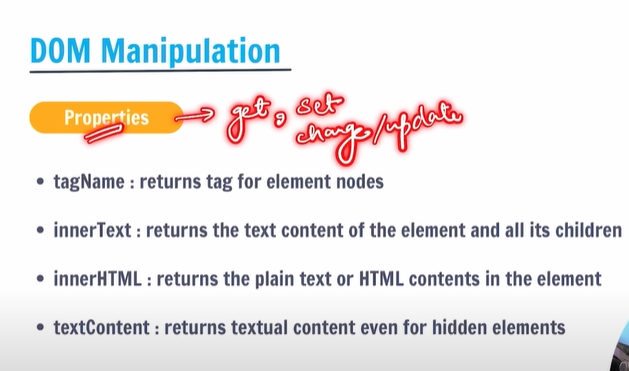 DOM Manipulation
Properties → get, set
change/update
• tagName : returns tag for element nodes
• innerText : returns the text content of the element and all its children
• innerHTML : returns the plain text or HTML contents in the element
• textContent : returns textual content even for hidden elements